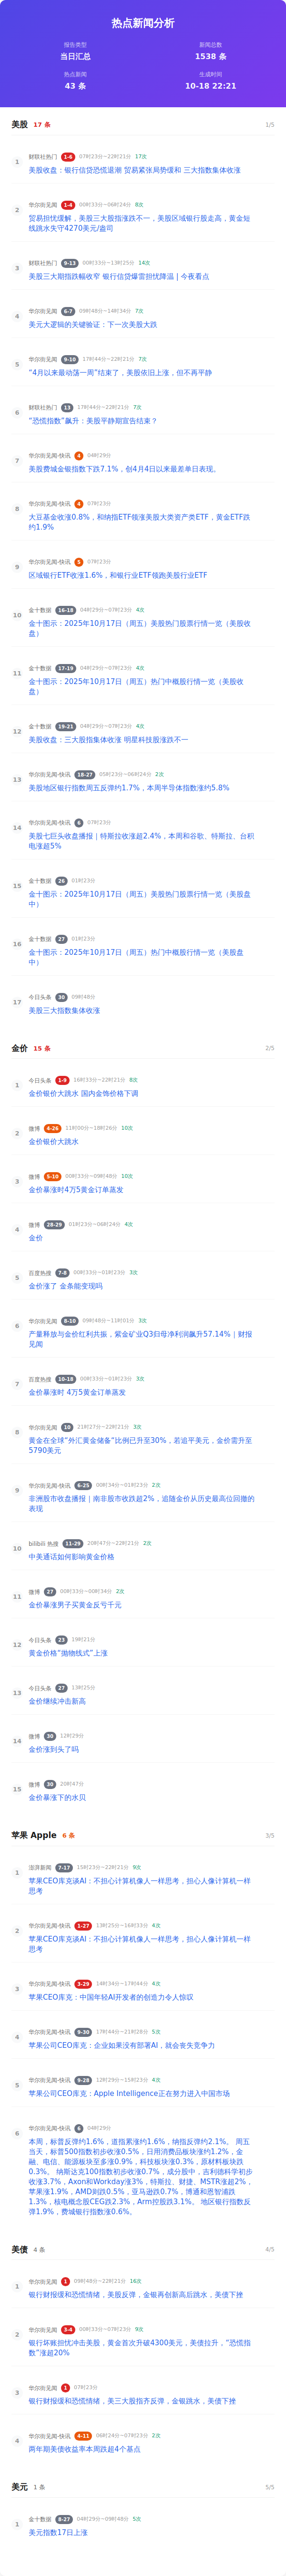 热点新闻分析
报告类型
新闻总数
当日汇总
1538 条
热点新闻
生成时间
43 条
10-18 22:21
美股 17 条 1/5
1 财联社热门 1-6 07时23分~22时21分 17次
美股收盘：银行信贷恐慌退潮 贸易紧张局势缓和 三大指数集体收涨
2 华尔街见闻 1-4 00时33分~06时24分 8次
贸易担忧缓解，美股三大股指涨跌不一，美股区域银行股走高，黄金短
线跳水失守4270美元/盎司
3 财联社热门 9-13 00时33分~13时25分 14次
美股三大期指跌幅收窄 银行信贷爆雷担忧降温 | 今夜看点
4 华尔街见闻 6-7 09时48分~14时34分 7次
美元大逻辑的关键验证：下一次美股大跌
5 华尔街见闻 9-10 17时44分~22时21分 7次
“4月以来最动荡一周”结束了，美股依旧上涨，但不再平静
6 财联社热门 13 17时44分~22时21分 7次
“恐慌指数”飙升：美股平静期宣告结束？
7 华尔街见闻-快讯 4 04时29分
美股费城金银指数下跌7.1%，创4月4日以来最差单日表现。
8 华尔街见闻-快讯 4 07时23分
大豆基金收涨0.8%，和纳指ETF领涨美股大类资产类ETF，黄金ETF跌
约1.9%
9 华尔街见闻-快讯 5 07时23分
区域银行ETF收涨1.6%，和银行业ETF领跑美股行业ETF
10 金十数据 16-18 04时29分~07时23分 4次
金十图示：2025年10月17日（周五）美股热门股票行情一览（美股收
盘）
11 金十数据 17-19 04时29分~07时23分 4次
金十图示：2025年10月17日（周五）热门中概股行情一览（美股收
盘）
12 金十数据 19-21 04时29分~07时23分 4次
美股收盘：三大股指集体收涨 明星科技股涨跌不一
13 华尔街见闻-快讯 18-27 05时23分~06时24分 2次
美股地区银行指数周五反弹约1.7%，本周半导体指数涨约5.8%
14 华尔街见闻-快讯 6 07时23分
美股七巨头收盘播报｜特斯拉收涨超2.4%，本周和谷歌、特斯拉、台积
电涨超5%
15 金十数据 26 01时23分
金十图示：2025年10月17日（周五）美股热门股票行情一览（美股盘
中）
16 金十数据 27 01时23分
金十图示：2025年10月17日（周五）热门中概股行情一览（美股盘
中）
17 今日头条 30 09时48分
美股三大指数集体收涨
金价 15 条 2/5
1 今日头条 1-9 16时33分~22时21分 8次
金价银价大跳水 国内金饰价格下调
2 微博 4-26 11时00分~18时26分 10次
金价银价大跳水
3 微博 5-10 00时33分~09时48分 10次
金价暴涨时4万5黄金订单蒸发
4 微博 28-29 01时23分~06时24分 4次
金价
5 百度热搜 7-8 00时33分~01时23分 3次
金价涨了 金条能变现吗
6 华尔街见闻 8-10 09时48分~11时01分 3次
产量释放与金价红利共振，紫金矿业Q3归母净利润飙升57.14%｜财报
见闻
7 百度热搜 10-18 00时33分~01时23分 3次
金价暴涨时 4万5黄金订单蒸发
8 华尔街见闻 10 21时27分~22时21分 3次
黄金在全球“外汇黄金储备”比例已升至30%，若追平美元，金价需升至
5790美元
9 华尔街见闻-快讯 6-25 00时34分~01时23分 2次
非洲股市收盘播报｜南非股市收跌超2%，追随金价从历史最高位回撤的
表现
10 bilibili 热搜 11-29 20时47分~22时21分 2次
中美通话如何影响黄金价格
11 微博 27 00时33分~00时34分 2次
金价暴涨男子买黄金反亏千元
12 今日头条 23 19时21分
黄金价格“抛物线式”上涨
13 今日头条 27 13时25分
金价继续冲击新高
14 微博 30 12时29分
金价涨到头了吗
15 微博 30 20时47分
金价暴涨下的水贝
苹果 Apple 6 条 3/5
1 澎湃新闻 7-17 15时23分~22时21分 9次
苹果CEO库克谈AI：不担心计算机像人一样思考，担心人像计算机一样
思考
2 华尔街见闻-快讯 1-27 13时25分~16时33分 4次
苹果CEO库克谈AI：不担心计算机像人一样思考，担心人像计算机一样
思考
3 华尔街见闻-快讯 3-29 14时34分~17时44分 4次
苹果CEO库克：中国年轻AI开发者的创造力令人惊叹
4 华尔街见闻-快讯 9-30 17时44分~21时28分 5次
苹果公司CEO库克：企业如果没有部署AI，就会丧失竞争力
5 华尔街见闻-快讯 9-28 12时29分~15时23分 4次
苹果公司CEO库克：Apple Intelligence正在努力进入中国市场
6 华尔街见闻-快讯 6 04时29分
本周，标普反弹约1.6%，道指累涨约1.6%，纳指反弹约2.1%。 周五
当天，标普500指数初步收涨0.5%，日用消费品板块涨约1.2%，金
融、电信、能源板块至多涨0.9%，科技板块涨0.3%，原材料板块跌
0.3%。 纳斯达克100指数初步收涨0.7%，成分股中，吉利德科学初步
收涨3.7%，Axon和Workday涨3%，特斯拉、财捷、MSTR涨超2%，
苹果涨1.9%，AMD则跌0.5%，亚马逊跌0.7%，博通和恩智浦跌
1.3%，核电概念股CEG跌2.3%，Arm控股跌3.1%。 地区银行指数反
弹1.9%，费城银行指数涨0.6%。
美债 4 条 4/5
1 华尔街见闻 1 09时48分~22时21分 16次
银行财报缓和恐慌情绪，美股反弹，金银再创新高后跳水，美债下挫
2 华尔街见闻 3-4 00时33分~07时23分 9次
银行坏账担忧冲击美股，黄金首次升破4300美元，美债拉升，“恐慌指
数”涨超20%
3 华尔街见闻 1 07时23分
银行财报缓和恐慌情绪，美三大股指齐反弹，金银跳水，美债下挫
4 华尔街见闻-快讯 4-11 06时24分~07时23分 2次
两年期美债收益率本周跌超4个基点
美元 1 条 5/5
1 金十数据 8-27 04时29分~09时48分 5次
美元指数17日上涨